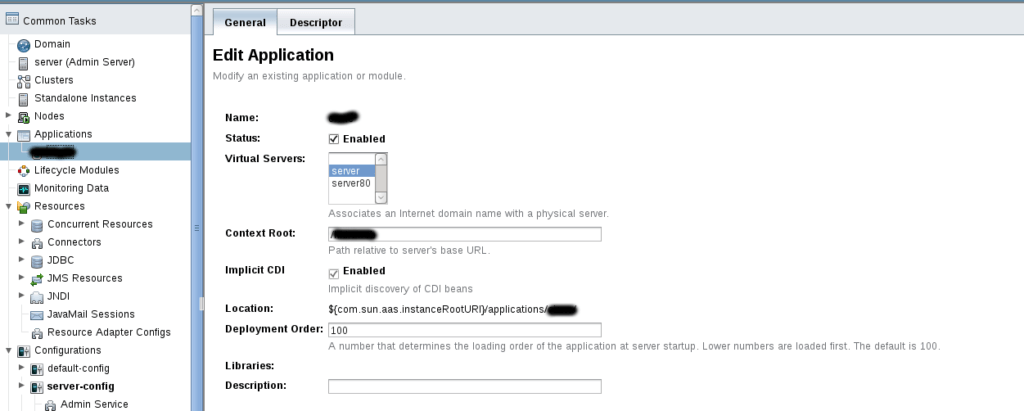 Common Tasks
Domain
server (Admin Server)
Clusters
Standalone Instances
Nodes
Applications
Lifecycle Modules
Monitoring Data
Resources
Concurrent Resources
Connectors
JDBC
JMS Resources
JNDI
JavaMail Sessions
Resource Adapter Configs
Configurations
default-config
server-config
Admin Service
General Descriptor
Edit Application
Modify an existing application or module.
Name:
Status: Enabled
Virtual Servers:
server
server80
Associates an Internet domain name with a physical server.
Context Root: /
Path relative to server's base URL.
Implicit CDI Enabled
Implicit discovery of CDI beans
Location: ${com.sun.aas.instanceRootURI}/applications/
Deployment Order: 100
A number that determines the loading order of the application at server startup. Lower numbers are loaded first. The default is 100.
Libraries:
Description: